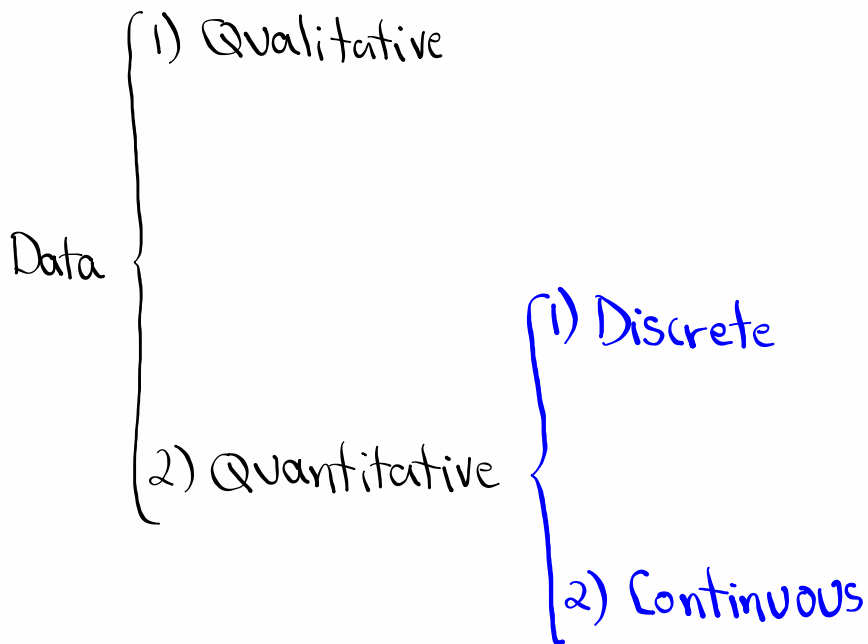 1) Qualitative
Data
1) Discrete
2) Quantitative
2) Continuous